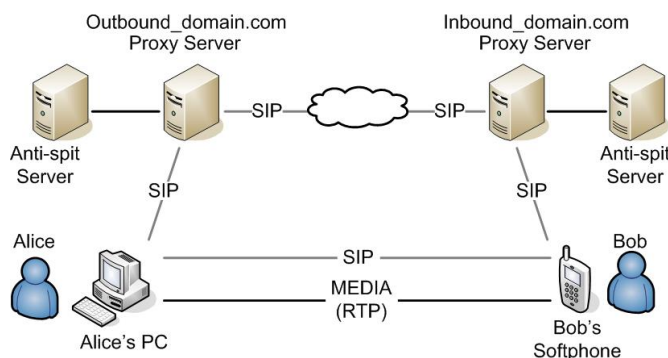 Outbound_domain.com
Proxy Server
Inbound_domain.com
Proxy Server
SIP
SIP
Anti-spit
Server
Anti-spit
Server
SIP
SIP
Alice
SIP
Bob
MEDIA
(RTP)
Alice's PC
Bob's
Softphone